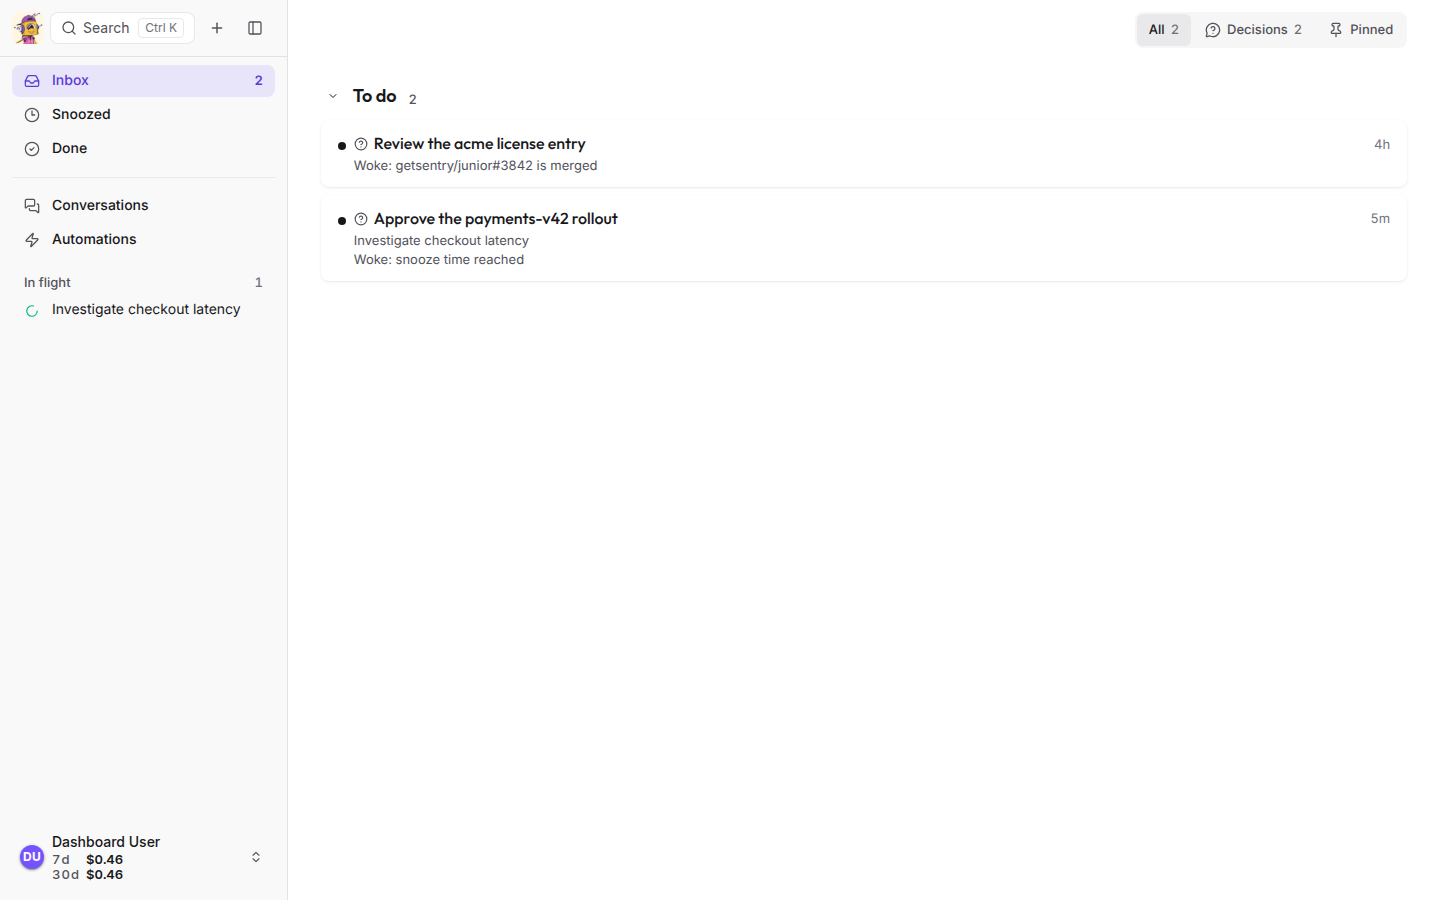 Search Ctrl K
Inbox 2
Snoozed
Done
Conversations
Automations
In flight 1
Investigate checkout latency
DU
Dashboard User
7d $0.46
30d $0.46
All 2 Decisions 2 Pinned
To do 2
Review the acme license entry 4h
Woke: getsentry/junior#3842 is merged
Approve the payments-v42 rollout 5m
Investigate checkout latency
Woke: snooze time reached